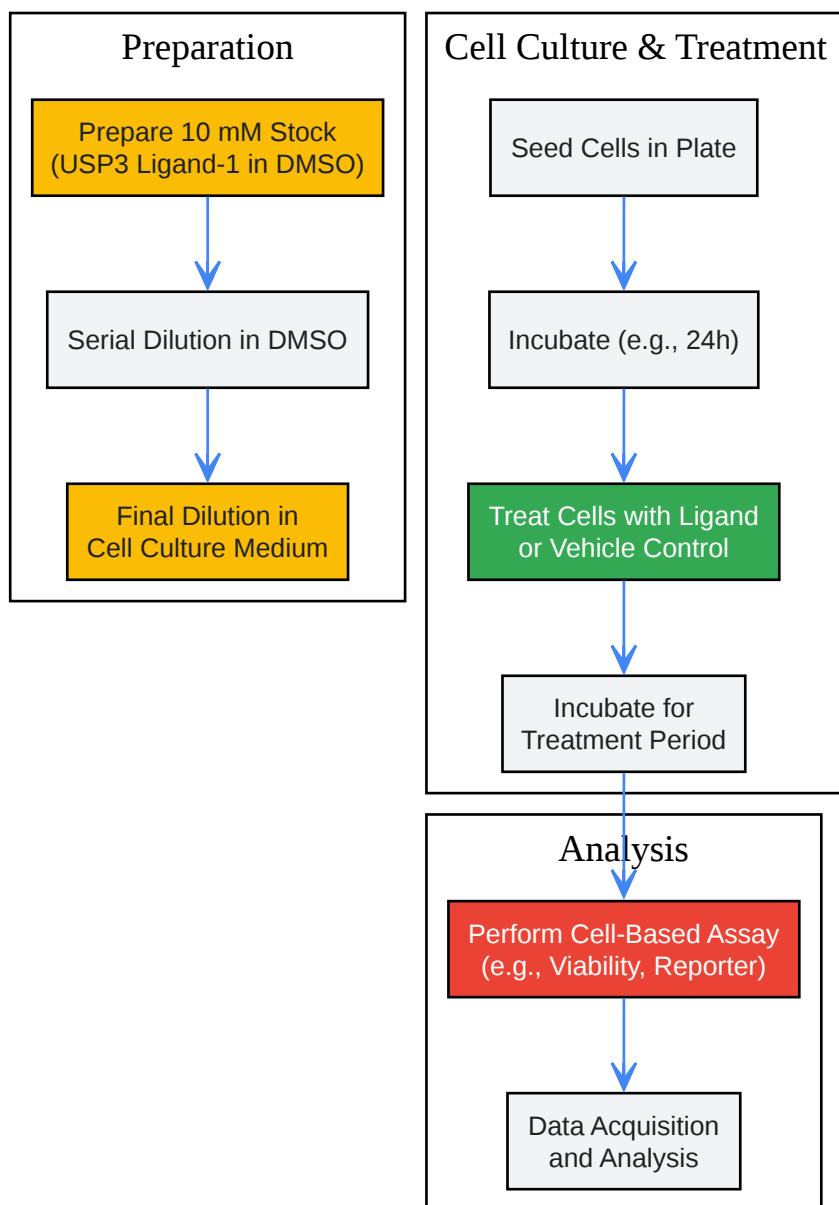 Preparation
Prepare 10 mM Stock
(USP3 Ligand-1 in DMSO)
Serial Dilution in DMSO
Final Dilution in
Cell Culture Medium
Cell Culture & Treatment
Seed Cells in Plate
Incubate (e.g., 24h)
Treat Cells with Ligand
or Vehicle Control
Incubate for
Treatment Period
Analysis
Perform Cell-Based Assay
(e.g., Viability, Reporter)
Data Acquisition
and Analysis